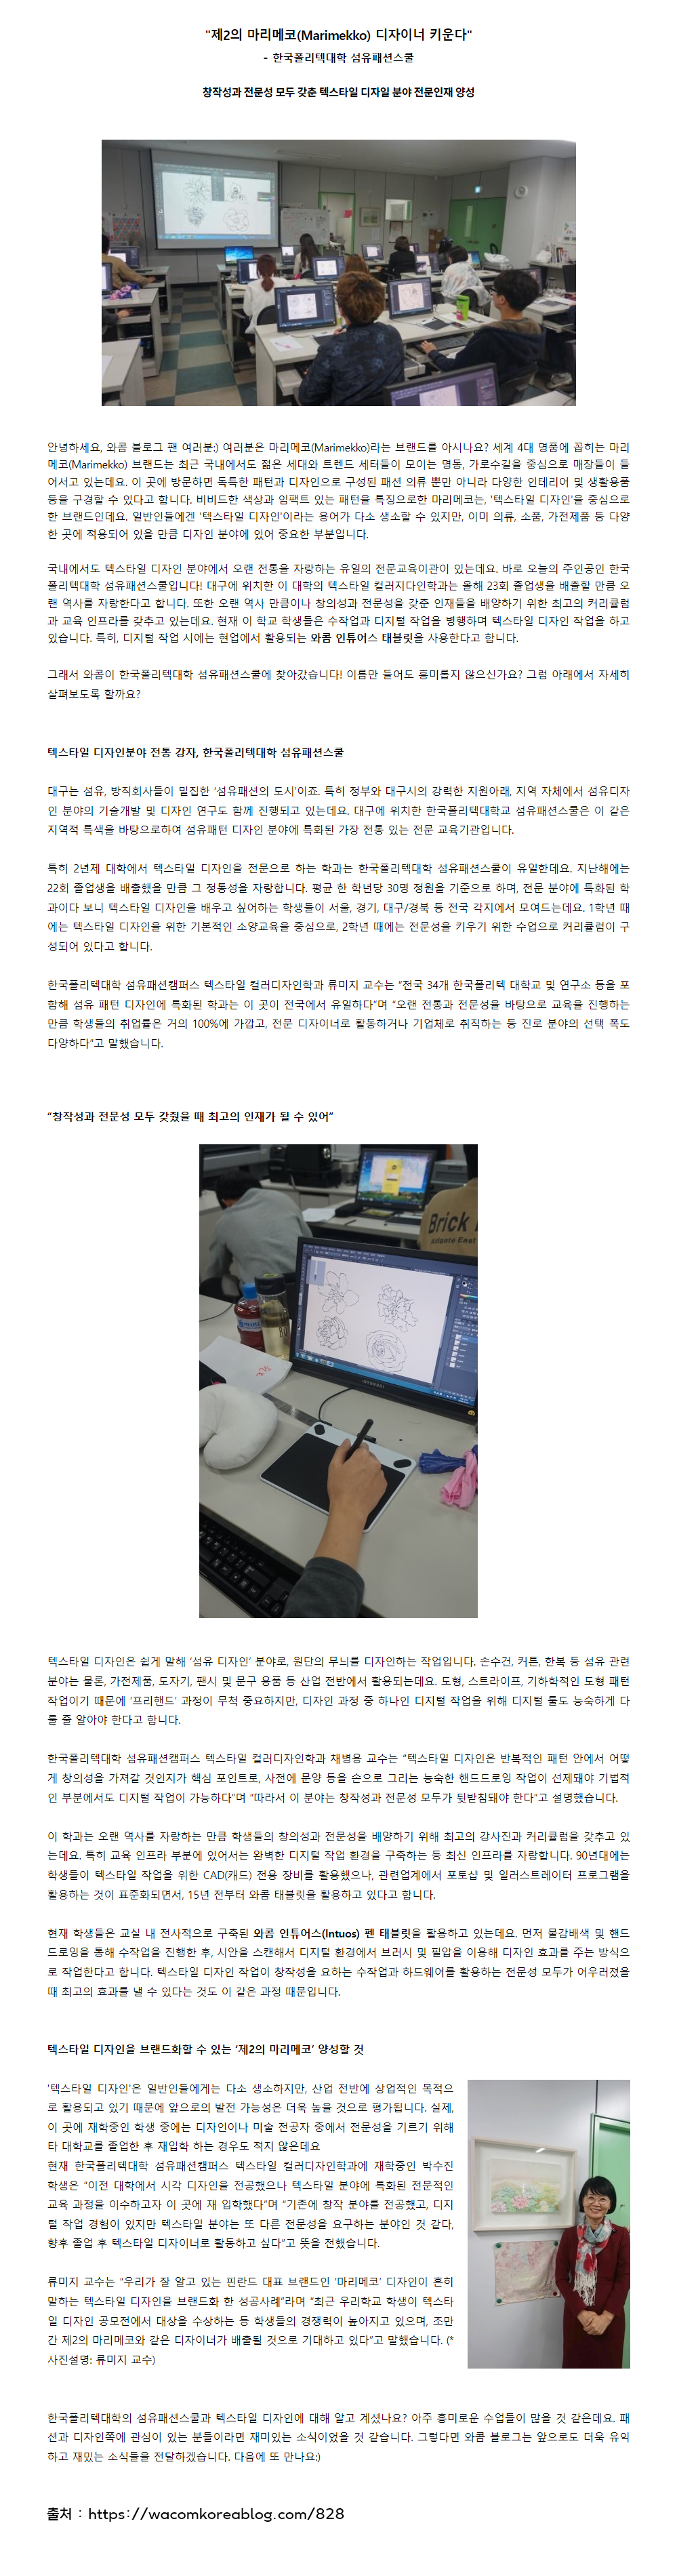 "제2의 마리메코(Marimekko) 디자이너 키운다"
- 한국폴리텍대학 섬유패션스쿨
창작성과 전문성 모두 갖춘 텍스타일 디자일 분야 전문인재 양성
안녕하세요, 와콤 블로그 팬 여러분:) 여러분은 마리메코(Marimekko)라는 브랜드를 아시나요? 세계 4대 명품에 꼽히는 마리
메코(Marimekko) 브랜드는 최근 국내에서도 젊은 세대와 트렌드 세터들이 모이는 명동, 가로수길을 중심으로 매장들이 들
어서고 있는데요. 이 곳에 방문하면 독특한 패턴과 디자인으로 구성된 패션 의류 뿐만 아니라 다양한 인테리어 및 생활용품
등을 구경할 수 있다고 합니다. 비비드한 색상과 임팩트 있는 패턴을 특징으로한 마리메코는, '텍스타일 디자인'을 중심으로
한 브랜드인데요. 일반인들에겐 '텍스타일 디자인'이라는 용어가 다소 생소할 수 있지만, 이미 의류, 소품, 가전제품 등 다양
한 곳에 적용되어 있을 만큼 디자인 분야에 있어 중요한 부분입니다.
국내에서도 텍스타일 디자인 분야에서 오랜 전통을 자랑하는 유일의 전문교육이관이 있는데요. 바로 오늘의 주인공인 한국
폴리텍대학 섬유패션스쿨입니다! 대구에 위치한 이 대학의 텍스타일 컬러지다인학과는 올해 23회 졸업생을 배출할 만큼 오
랜 역사를 자랑한다고 합니다. 또한 오랜 역사 만큼이나 창의성과 전문성을 갖춘 인재들을 배양하기 위한 최고의 커리큘럼
과 교육 인프라를 갖추고 있는데요. 현재 이 학교 학생들은 수작업과 디지털 작업을 병행하며 텍스타일 디자인 작업을 하고
있습니다. 특히, 디지털 작업 시에는 현업에서 활용되는 와콤 인튜어스 태블릿을 사용한다고 합니다.
그래서 와콤이 한국폴리텍대학 섬유패션스쿨에 찾아갔습니다! 이름만 들어도 흥미롭지 않으신가요? 그럼 아래에서 자세히
살펴보도록 할까요?
텍스타일 디자인분야 전통 강자, 한국폴리텍대학 섬유패션스쿨
대구는 섬유, 방직회사들이 밀집한 '섬유패션의 도시'이죠. 특히 정부와 대구시의 강력한 지원아래, 지역 자체에서 섬유디자
인 분야의 기술개발 및 디자인 연구도 함께 진행되고 있는데요. 대구에 위치한 한국폴리텍대학교 섬유패션스쿨은 이 같은
지역적 특색을 바탕으로하여 섬유패턴 디자인 분야에 특화된 가장 전통 있는 전문 교육기관입니다.
특히 2년제 대학에서 텍스타일 디자인을 전문으로 하는 학과는 한국폴리텍대학 섬유패션스쿨이 유일한데요. 지난해에는
22회 졸업생을 배출했을 만큼 그 정통성을 자랑합니다. 평균 한 학년당 30명 정원을 기준으로 하며, 전문 분야에 특화된 학
과이다 보니 텍스타일 디자인을 배우고 싶어하는 학생들이 서울, 경기, 대구/경북 등 전국 각지에서 모여드는데요. 1학년 때
에는 텍스타일 디자인을 위한 기본적인 소양교육을 중심으로, 2학년 때에는 전문성을 키우기 위한 수업으로 커리큘럼이 구
성되어 있다고 합니다.
한국폴리텍대학 섬유패션캠퍼스 텍스타일 컬러디자인학과 류미지 교수는 "전국 34개 한국폴리텍 대학교 및 연구소 등을 포
함해 섬유 패턴 디자인에 특화된 학과는 이 곳이 전국에서 유일하다"며 "오랜 전통과 전문성을 바탕으로 교육을 진행하는
만큼 학생들의 취업률은 거의 100%에 가깝고, 전문 디자이너로 활동하거나 기업체로 취직하는 등 진로 분야의 선택 폭도
다양하다"고 말했습니다.
"창작성과 전문성 모두 갖췄을 때 최고의 인재가 될 수 있어"
Brick
텍스타일 디자인은 쉽게 말해 '섬유 디자인' 분야로, 원단의 무늬를 디자인하는 작업입니다. 손수건, 커튼, 한복 등 섬유 관련
분야는 물론, 가전제품, 도자기, 팬시 및 문구 용품 등 산업 전반에서 활용되는데요. 도형, 스트라이프, 기하학적인 도형 패턴
작업이기 때문에 '프리핸드' 과정이 무척 중요하지만, 디자인 과정 중 하나인 디지털 작업을 위해 디지털 툴도 능숙하게 다
룰 줄 알아야 한다고 합니다.
한국폴리텍대학 섬유패션캠퍼스 텍스타일 컬러디자인학과 채병용 교수는 "텍스타일 디자인은 반복적인 패턴 안에서 어떻
게 창의성을 가져갈 것인지가 핵심 포인트로, 사전에 문양 등을 손으로 그리는 능숙한 핸드드로잉 작업이 선제돼야 기법적
인 부분에서도 디지털 작업이 가능하다"며 "따라서 이 분야는 창작성과 전문성 모두가 뒷받침돼야 한다"고 설명했습니다.
이 학과는 오랜 역사를 자랑하는 만큼 학생들의 창의성과 전문성을 배양하기 위해 최고의 강사진과 커리큘럼을 갖추고 있
는데요. 특히 교육 인프라 부분에 있어서는 완벽한 디지털 작업 환경을 구축하는 등 최신 인프라를 자랑합니다. 90년대에는
학생들이 텍스타일 작업을 위한 CAD(캐드) 전용 장비를 활용했으나, 관련업계에서 포토샵 및 일러스트레이터 프로그램을
활용하는 것이 표준화되면서, 15년 전부터 와콤 태블릿을 활용하고 있다고 합니다.
현재 학생들은 교실 내 전사적으로 구축된 와콤 인튜어스(Intuos) 펜 태블릿을 활용하고 있는데요. 먼저 물감배색 및 핸드
드로잉을 통해 수작업을 진행한 후, 시안을 스캔해서 디지털 환경에서 브러시 및 필압을 이용해 디자인 효과를 주는 방식으
로 작업한다고 합니다. 텍스타일 디자인 작업이 창작성을 요하는 수작업과 하드웨어를 활용하는 전문성 모두가 어우러졌을
때 최고의 효과를 낼 수 있다는 것도 이 같은 과정 때문입니다.
텍스타일 디자인을 브랜드화할 수 있는 '제2의 마리메코' 양성할 것
'텍스타일 디자인'은 일반인들에게는 다소 생소하지만, 산업 전반에 상업적인 목적으
로 활용되고 있기 때문에 앞으로의 발전 가능성은 더욱 높을 것으로 평가됩니다. 실제,
이 곳에 재학중인 학생 중에는 디자인이나 미술 전공자 중에서 전문성을 기르기 위해
타 대학교를 졸업한 후 재입학 하는 경우도 적지 않은데요
현재 한국폴리텍대학 섬유패션캠퍼스 텍스타일 컬러디자인학과에 재학중인 박수진
학생은 "이전 대학에서 시각 디자인을 전공했으나 텍스타일 분야에 특화된 전문적인
교육 과정을 이수하고자 이 곳에 재 입학했다"며 "기존에 창작 분야를 전공했고, 디지
털 작업 경험이 있지만 텍스타일 분야는 또 다른 전문성을 요구하는 분야인 것 같다,
향후 졸업 후 텍스타일 디자이너로 활동하고 싶다"고 뜻을 전했습니다.
류미지 교수는 "우리가 잘 알고 있는 핀란드 대표 브랜드인 '마리메코' 디자인이 흔히
말하는 텍스타일 디자인을 브랜드화 한 성공사례"라며 "최근 우리학교 학생이 텍스타
일 디자인 공모전에서 대상을 수상하는 등 학생들의 경쟁력이 높아지고 있으며, 조만
간 제2의 마리메코와 같은 디자이너가 배출될 것으로 기대하고 있다"고 말했습니다. (*
사진설명: 류미지 교수)
한국폴리텍대학의 섬유패션스쿨과 텍스타일 디자인에 대해 알고 계셨나요? 아주 흥미로운 수업들이 많을 것 같은데요. 패
션과 디자인쪽에 관심이 있는 분들이라면 재미있는 소식이었을 것 같습니다. 그렇다면 와콤 블로그는 앞으로도 더욱 유익
하고 재밌는 소식들을 전달하겠습니다. 다음에 또 만나요:)
출처 : https://wacomkoreablog.com/828